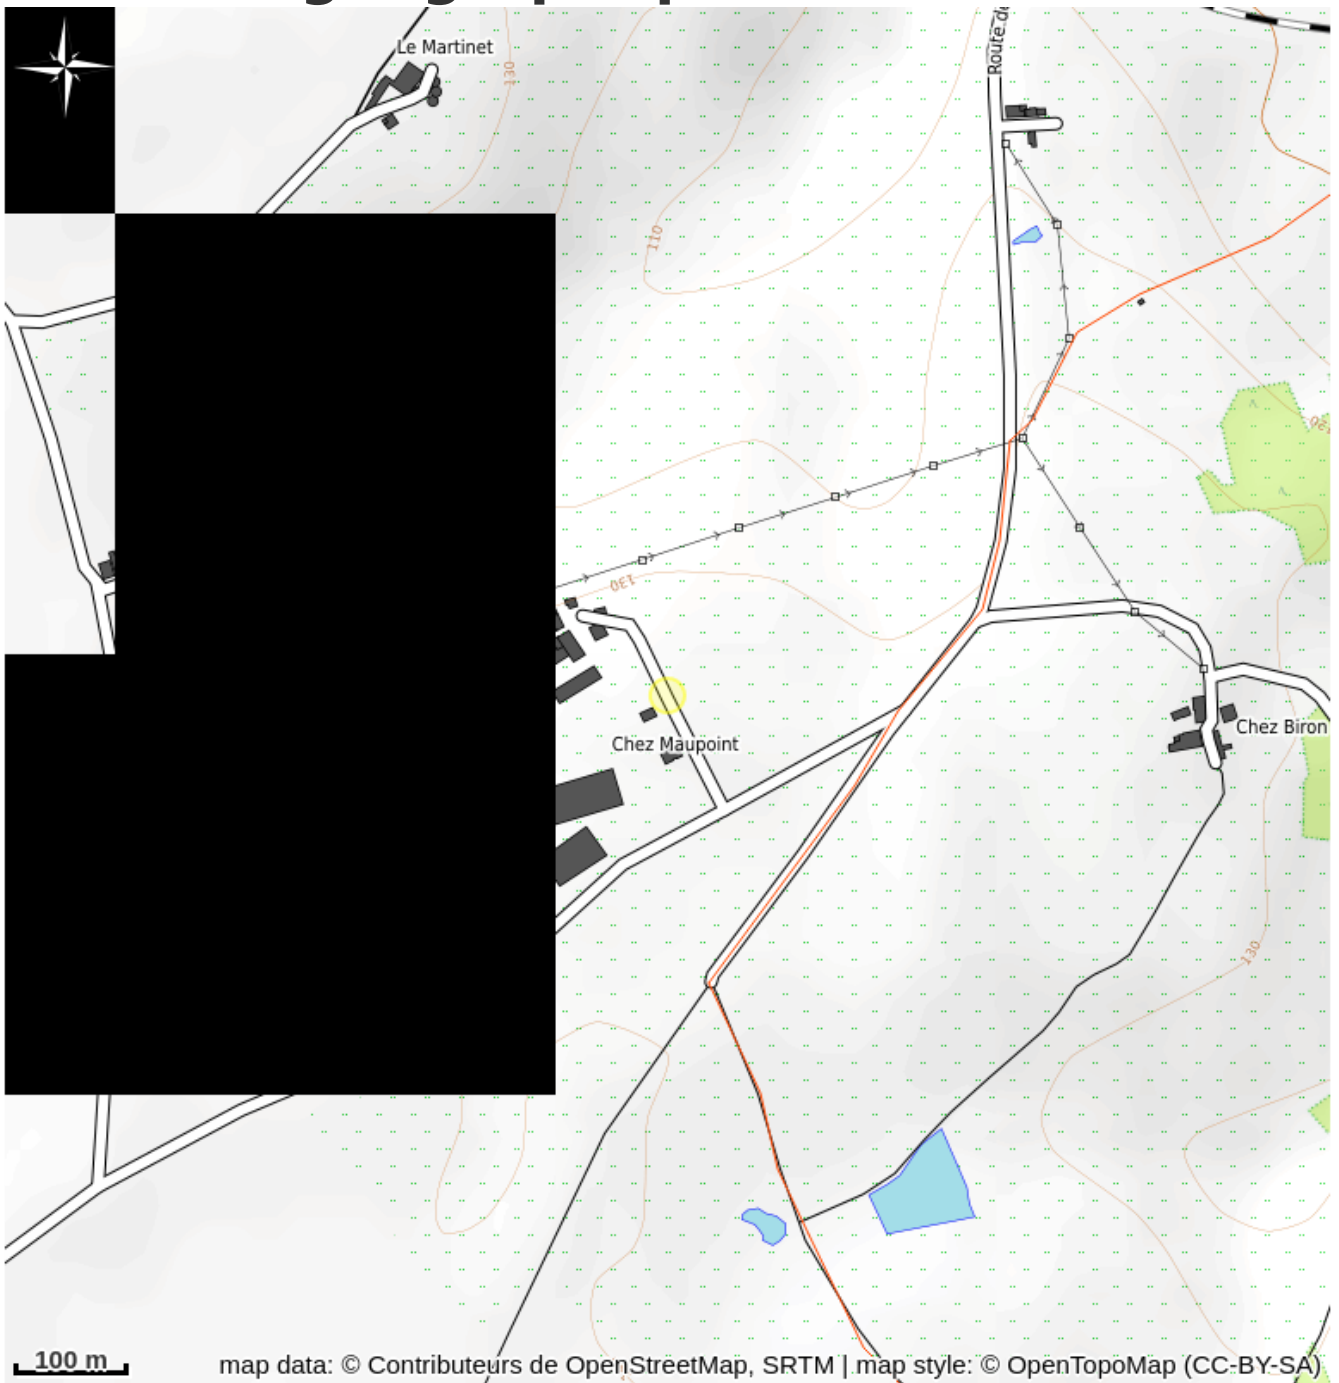 Le Martinet
130
Route de
110
120
130
Chez Maupoint
Chez Biron
130
100 m
map data: © Contributeurs de OpenStreetMap, SRTM | map style: © OpenTopoMap (CC-BY-SA)